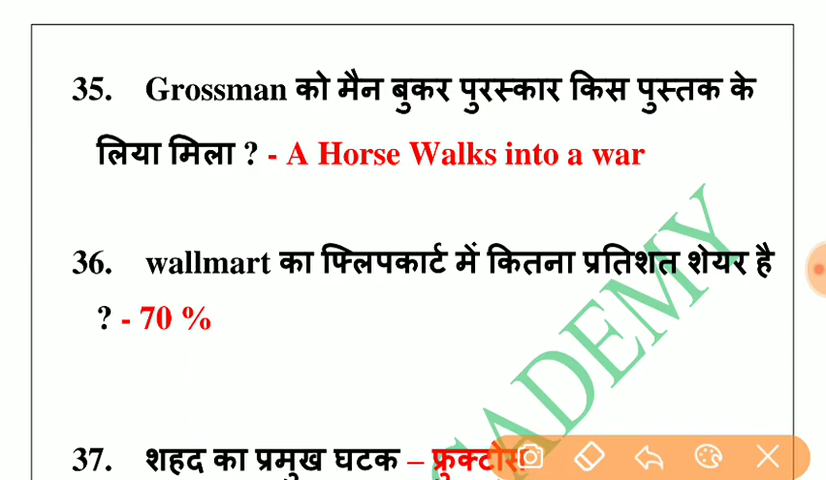 35. Grossman को मैन बुकर पुरस्कार किस पुस्तक के
लिया मिला ? - A Horse Walks into a war
36. wallmart का फ्लिपकार्ट में कितना प्रतिशत शेयर है
? - 70 %
37. शहद का प्रमुख घटक –